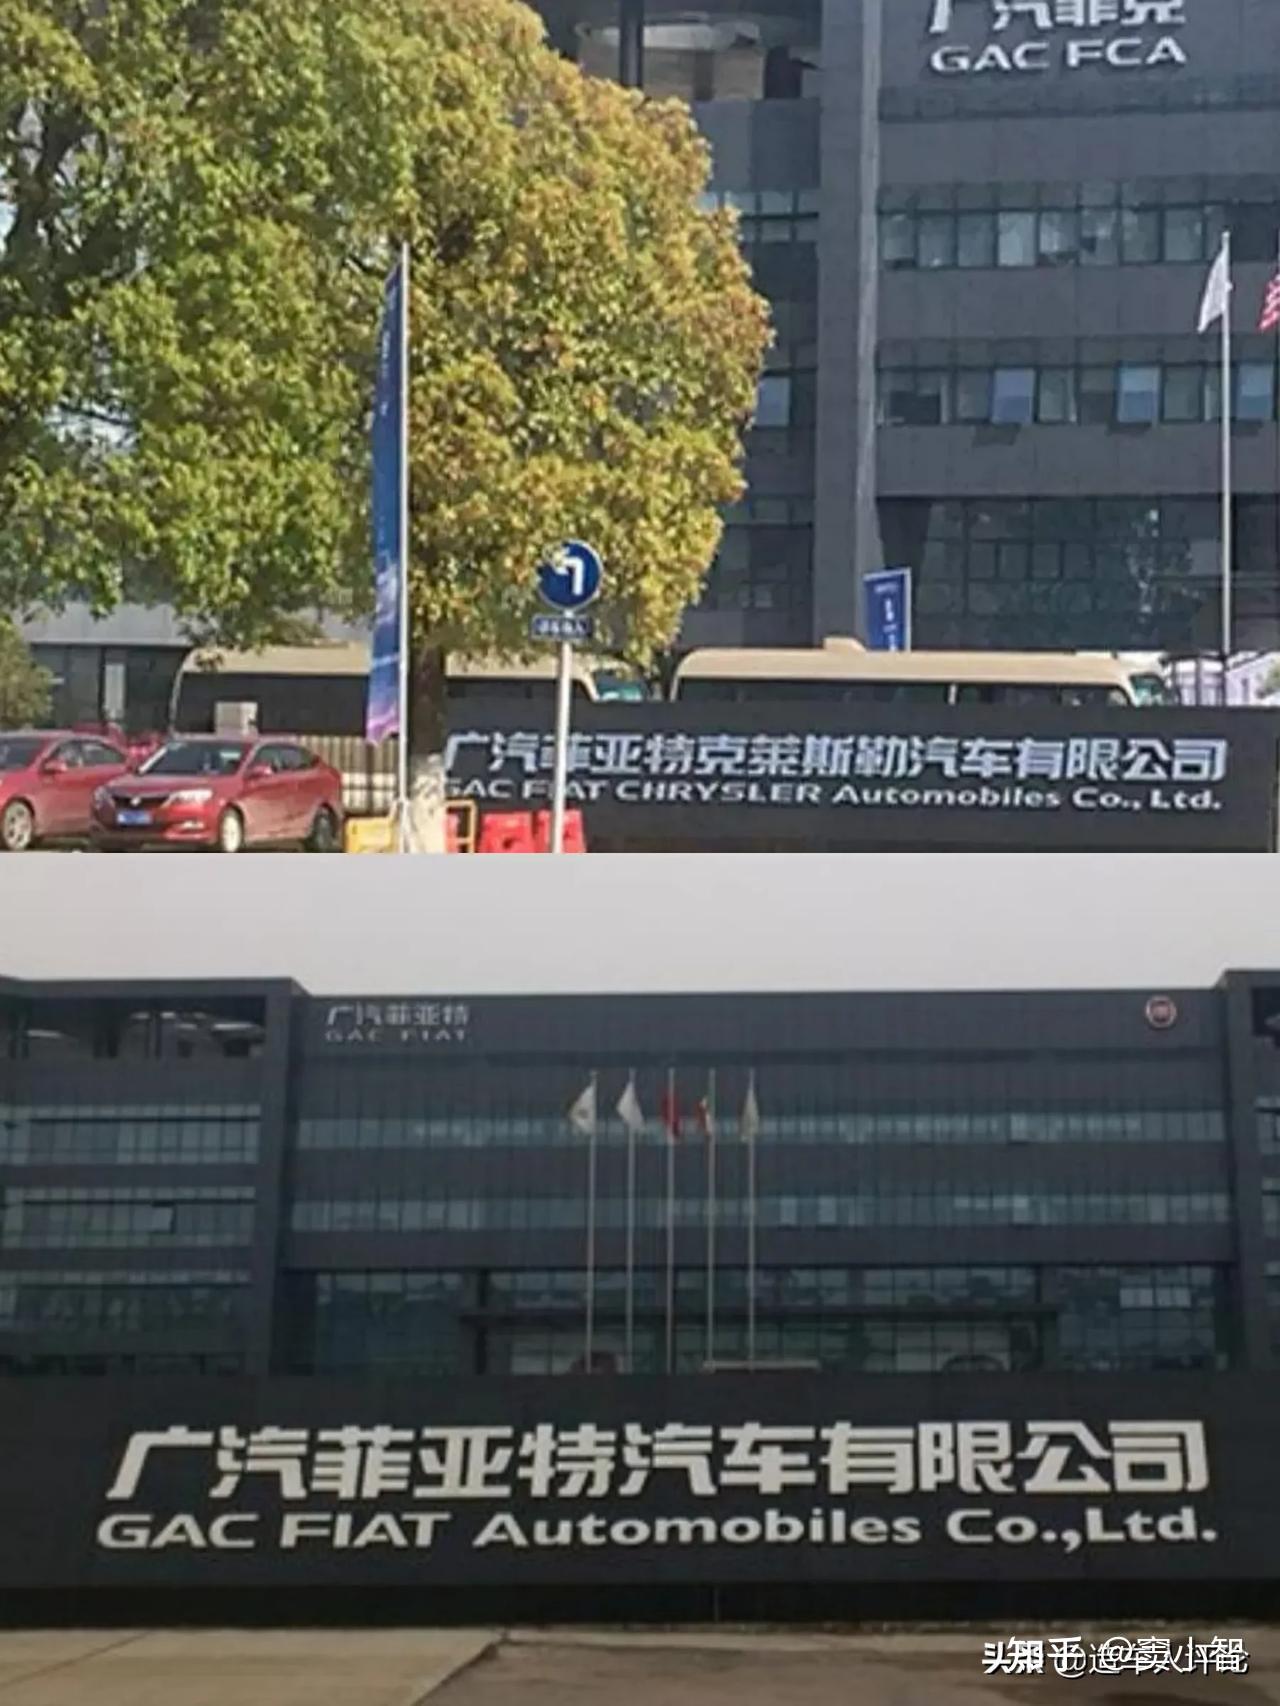 广汽菲克
GAC FCA
广汽菲亚特克莱斯勒汽车有限公司
GAC FIAT CHRYSLER Automobiles Co., Ltd.
广汽菲亚特
GAC FIAT
广汽菲亚特汽车有限公司
GAC FIAT Automobiles Co.,Ltd.